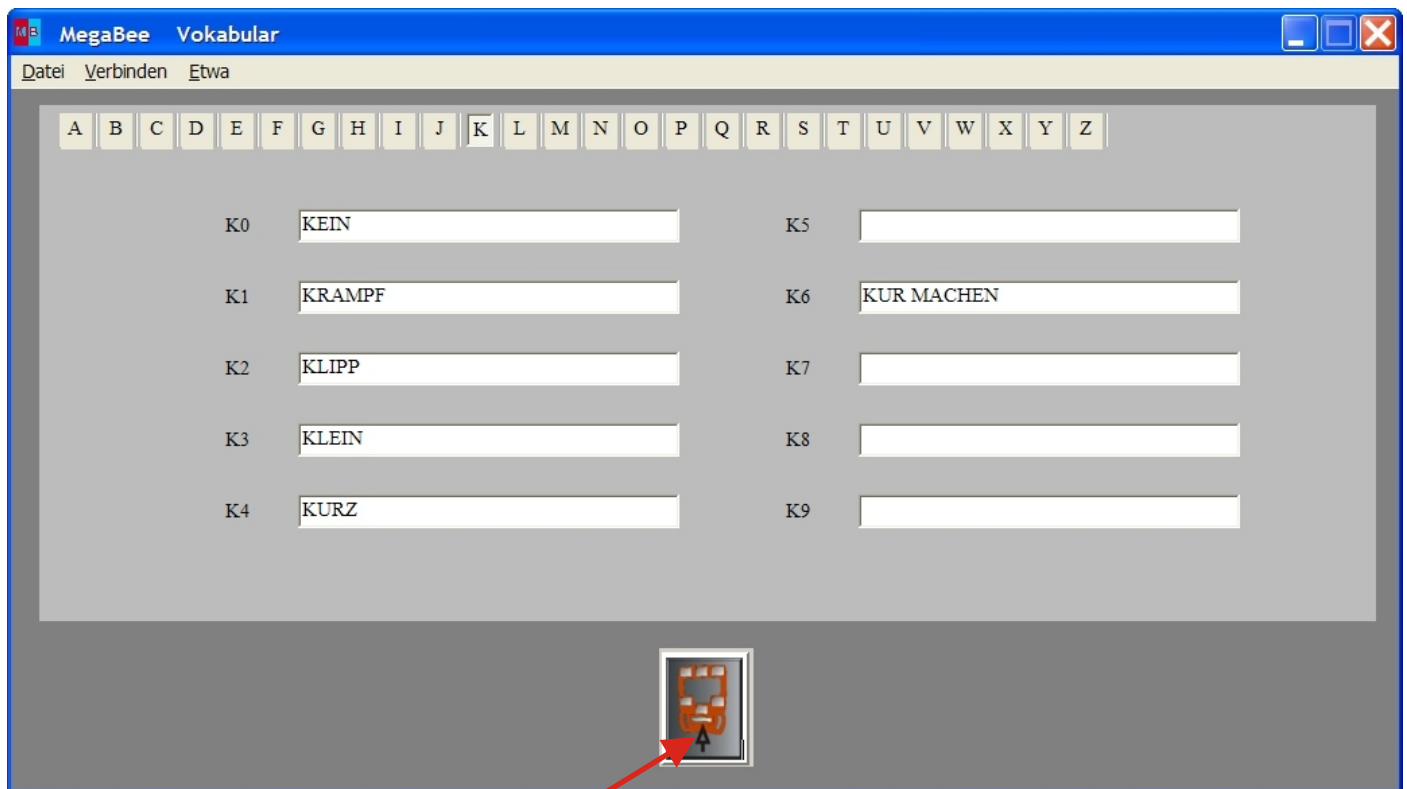 MB MegaBee Vokabular
Datei Verbinden Etwa
A B C D E F G H I J K L M N O P Q R S T U V W X Y Z
K0 KEIN K5
K1 KRAMPF K6 KUR MACHEN
K2 KLIPP K7
K3 KLEIN K8
K4 KURZ K9